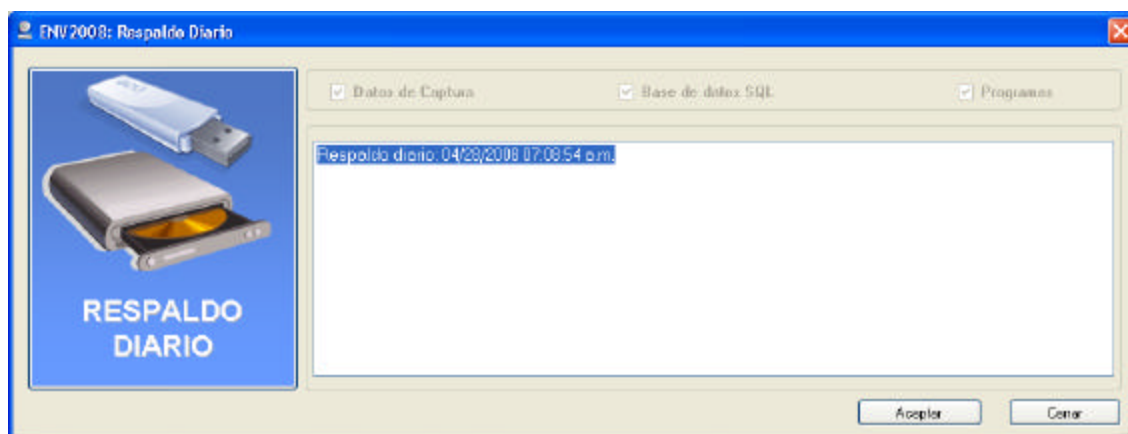 ENV2008: Respaldo Diario
Datos de Captura
Base de datos SQL
Programas
Respaldo diario: 04/28/2008 07:08:54 a.m.
RESPALDO
DIARIO
Aceptar
Cerrar